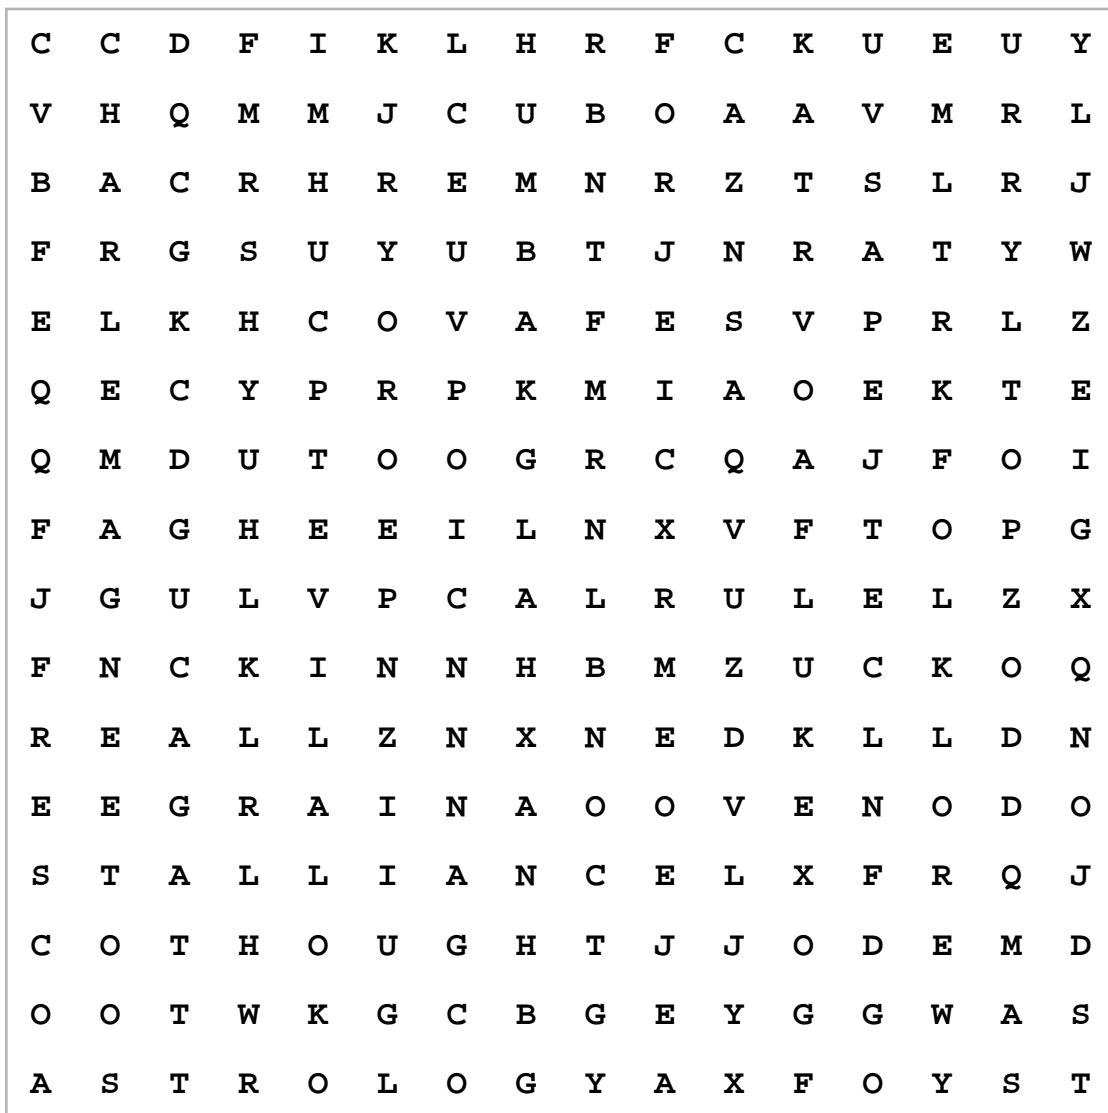 C C D F I K L H R F C K U E U Y
V H Q M M J C U B O A A V M R L
B A C R H R E M N R Z T S L R J
F R G S U Y U B T J N R A T Y W
E L K H C O V A F E S V P R L Z
Q E C Y P R P K M I A O E K T E
Q M D U T O O G R C Q A J F O I
F A G H E E I L N X V F T O P G
J G U L V P C A L R U L E L Z X
F N C K I N N H B M Z U C K O Q
R E A L L Z N X N E D K L L D N
E E G R A I N A O O V E N O D O
S T A L L I A N C E L X F R Q J
C O T H O U G H T J J O D E M D
O O T W K G C B G E Y G G W A S
A S T R O L O G Y A X F O Y S T